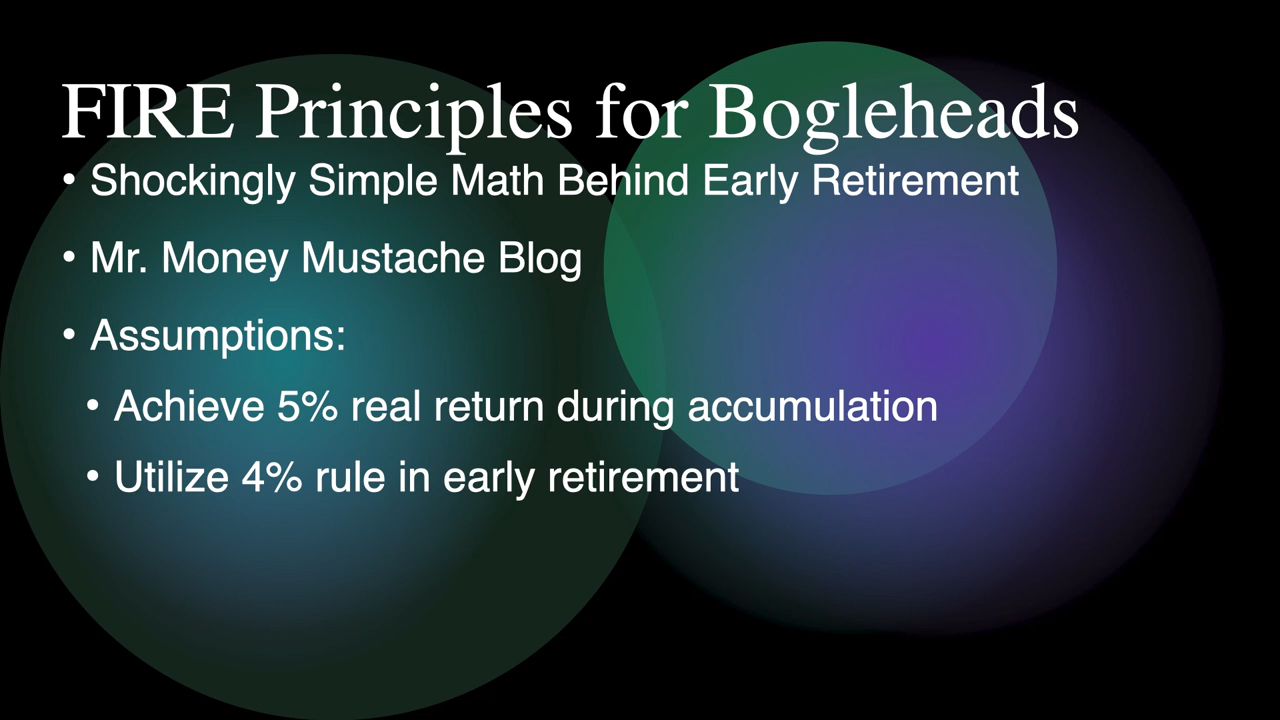 FIRE Principles for Bogleheads
• Shockingly Simple Math Behind Early Retirement
• Mr. Money Mustache Blog
• Assumptions:
• Achieve 5% real return during accumulation
• Utilize 4% rule in early retirement